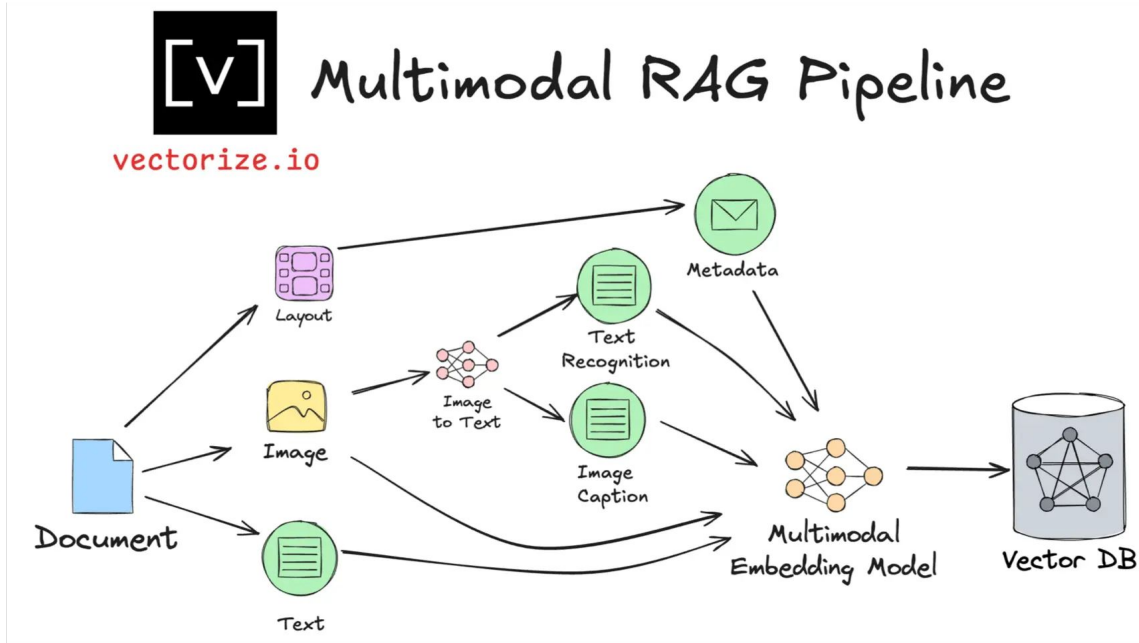 [v]
Multimodal RAG Pipeline
vectorize.io
Metadata
Layout
Text
Recognition
Image
to Text
Image
Image
Caption
Document
Text
Multimodal
Embedding Model
Vector DB